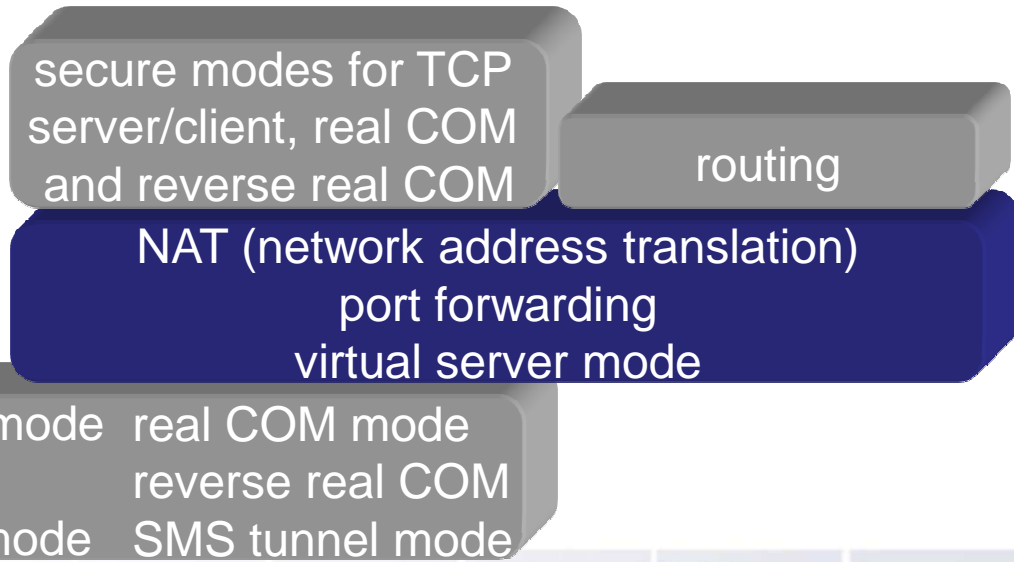 secure modes for TCP
server/client, real COM
and reverse real COM
routing
NAT (network address translation)
port forwarding
virtual server mode
mode real COM mode
reverse real COM
mode SMS tunnel mode